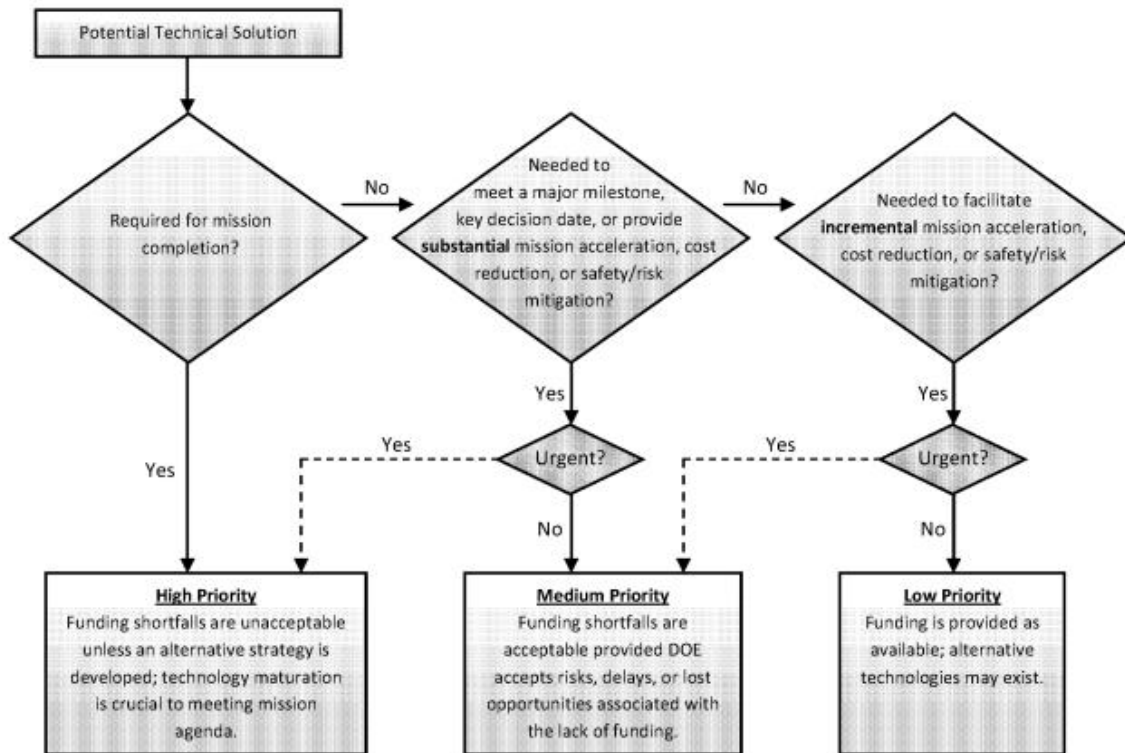 Potential Technical Solution
Required for mission
completion?
No
Needed to
meet a major milestone,
key decision date, or provide
substantial mission acceleration, cost
reduction, or safety/risk
mitigation?
No
Needed to facilitate
incremental mission acceleration,
cost reduction, or safety/risk
mitigation?
Yes
Yes
Yes
Urgent?
Yes
Urgent?
Yes
No
No
High Priority
Funding shortfalls are unacceptable
unless an alternative strategy is
developed; technology maturation
is crucial to meeting mission
agenda.
Medium Priority
Funding shortfalls are
acceptable provided DOE
accepts risks, delays, or lost
opportunities associated with
the lack of funding.
Low Priority
Funding is provided as
available; alternative
technologies may exist.